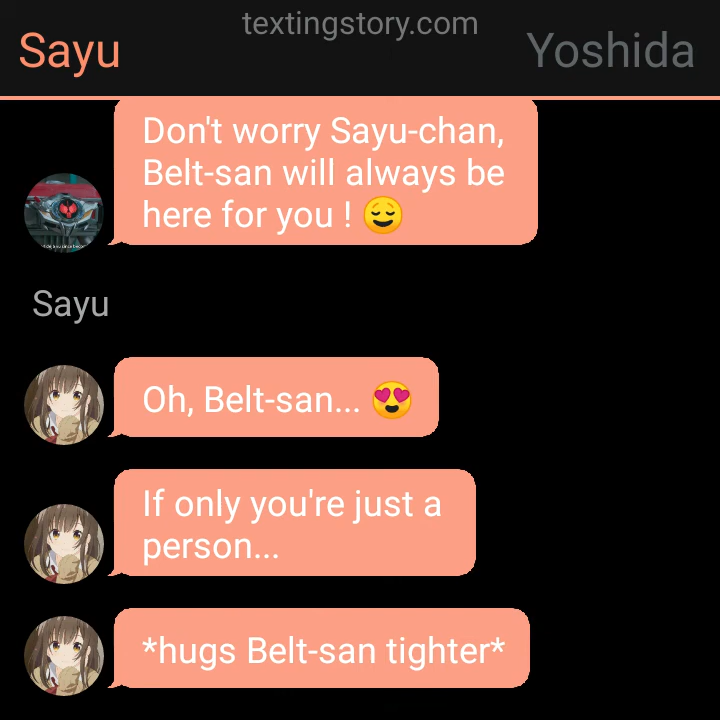 textingstory.com
Sayu
Yoshida
Don't worry Sayu-chan,
Belt-san will always be
here for you ! 😌
Sayu
Oh, Belt-san... 😍
If only you're just a
person...
*hugs Belt-san tighter*